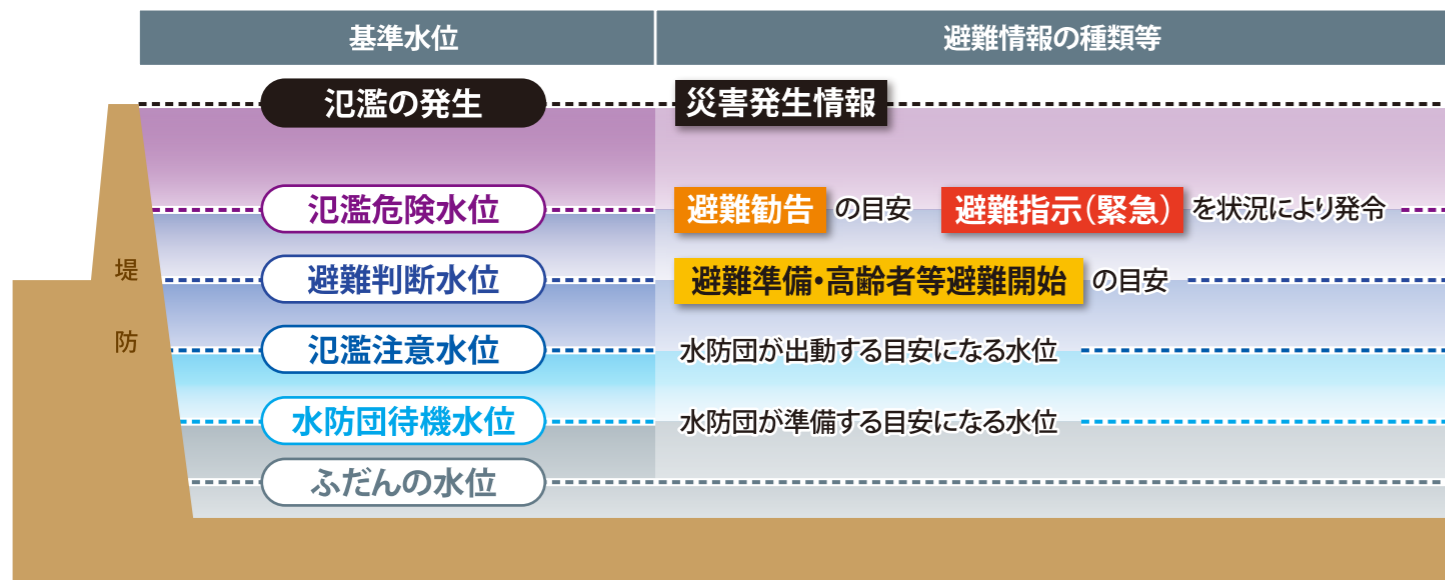 基準水位 避難情報の種類等
氾濫の発生 災害発生情報
氾濫危険水位 避難勧告 の目安 避難指示(緊急) を状況により発令
避難判断水位 避難準備・高齢者等避難開始 の目安
氾濫注意水位 水防団が出動する目安になる水位
水防団待機水位 水防団が準備する目安になる水位
ふだんの水位
堤
防